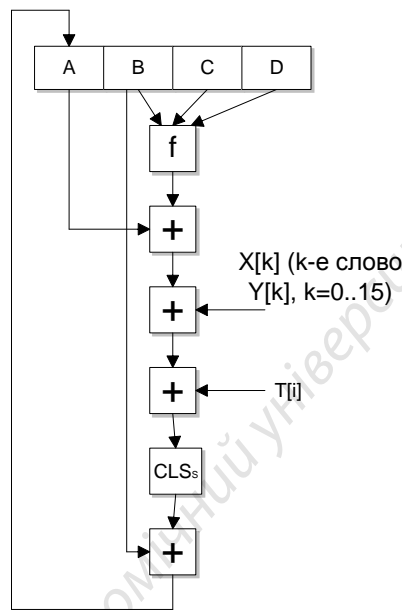 A B C D
f
+
X[k] (k-е слово
+
Y[k], k=0..15)
+
T[i]
CLSs
+